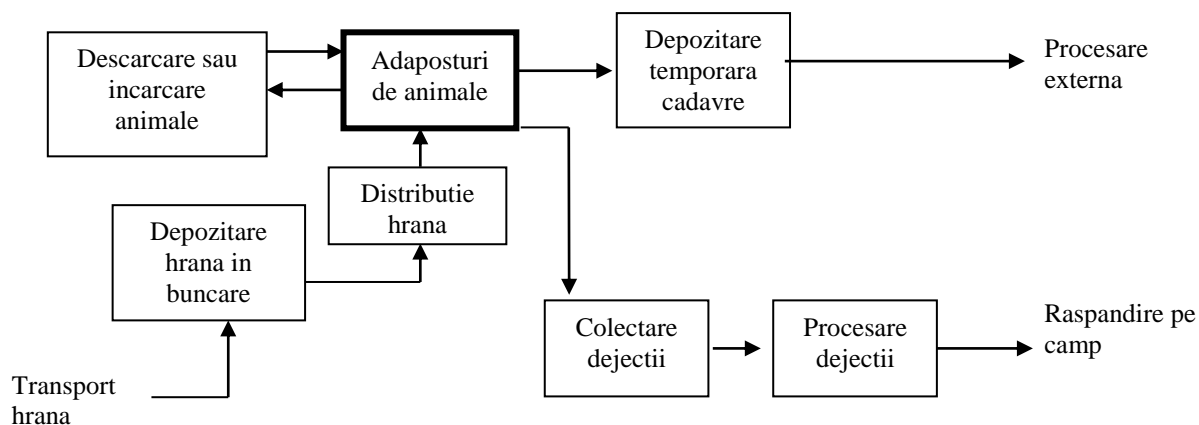 Descarcare sau
incarcare
animale
Adaposturi
de animale
Depozitare
temporara
cadavre
Procesare
externa
Distributie
hrana
Depozitare
hrana in
buncare
Colectare
dejectii
Procesare
dejectii
Raspandire pe
camp
Transport
hrana